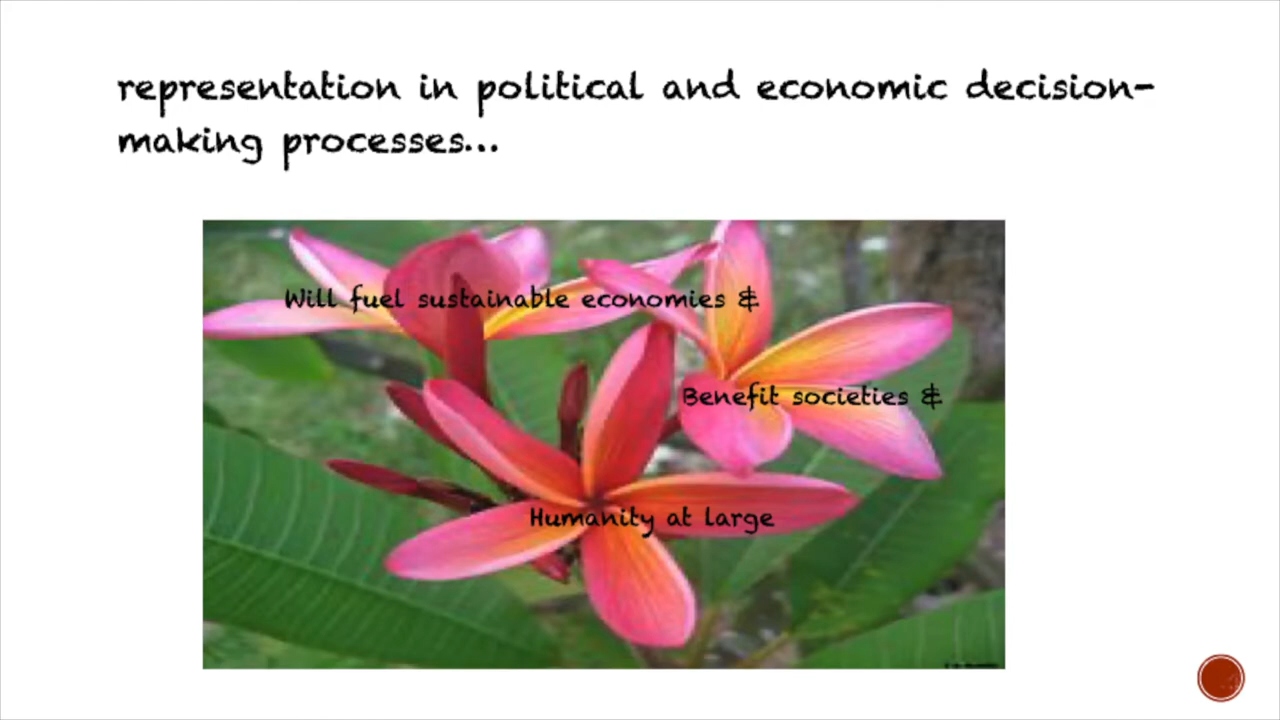 representation in political and economic decision-
making processes...
Will fuel sustainable economies &
Benefit societies &
Humanity at large